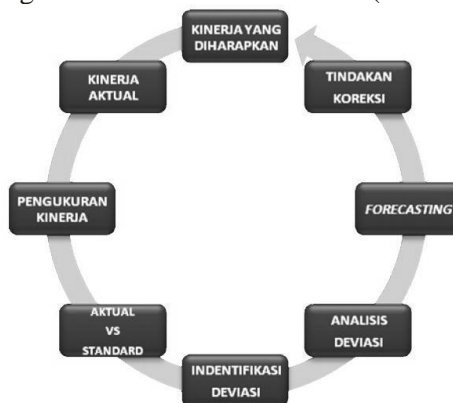 KINERJA YANG
DIHARAPKAN
KINERJA
AKTUAL
PENGUKURAN
KINERJA
AKTUAL
VS
STANDARD
INDENTIFIKASI
DEVIASI
ANALISIS
DEVIASI
FORECASTING
TINDAKAN
KOREKSI